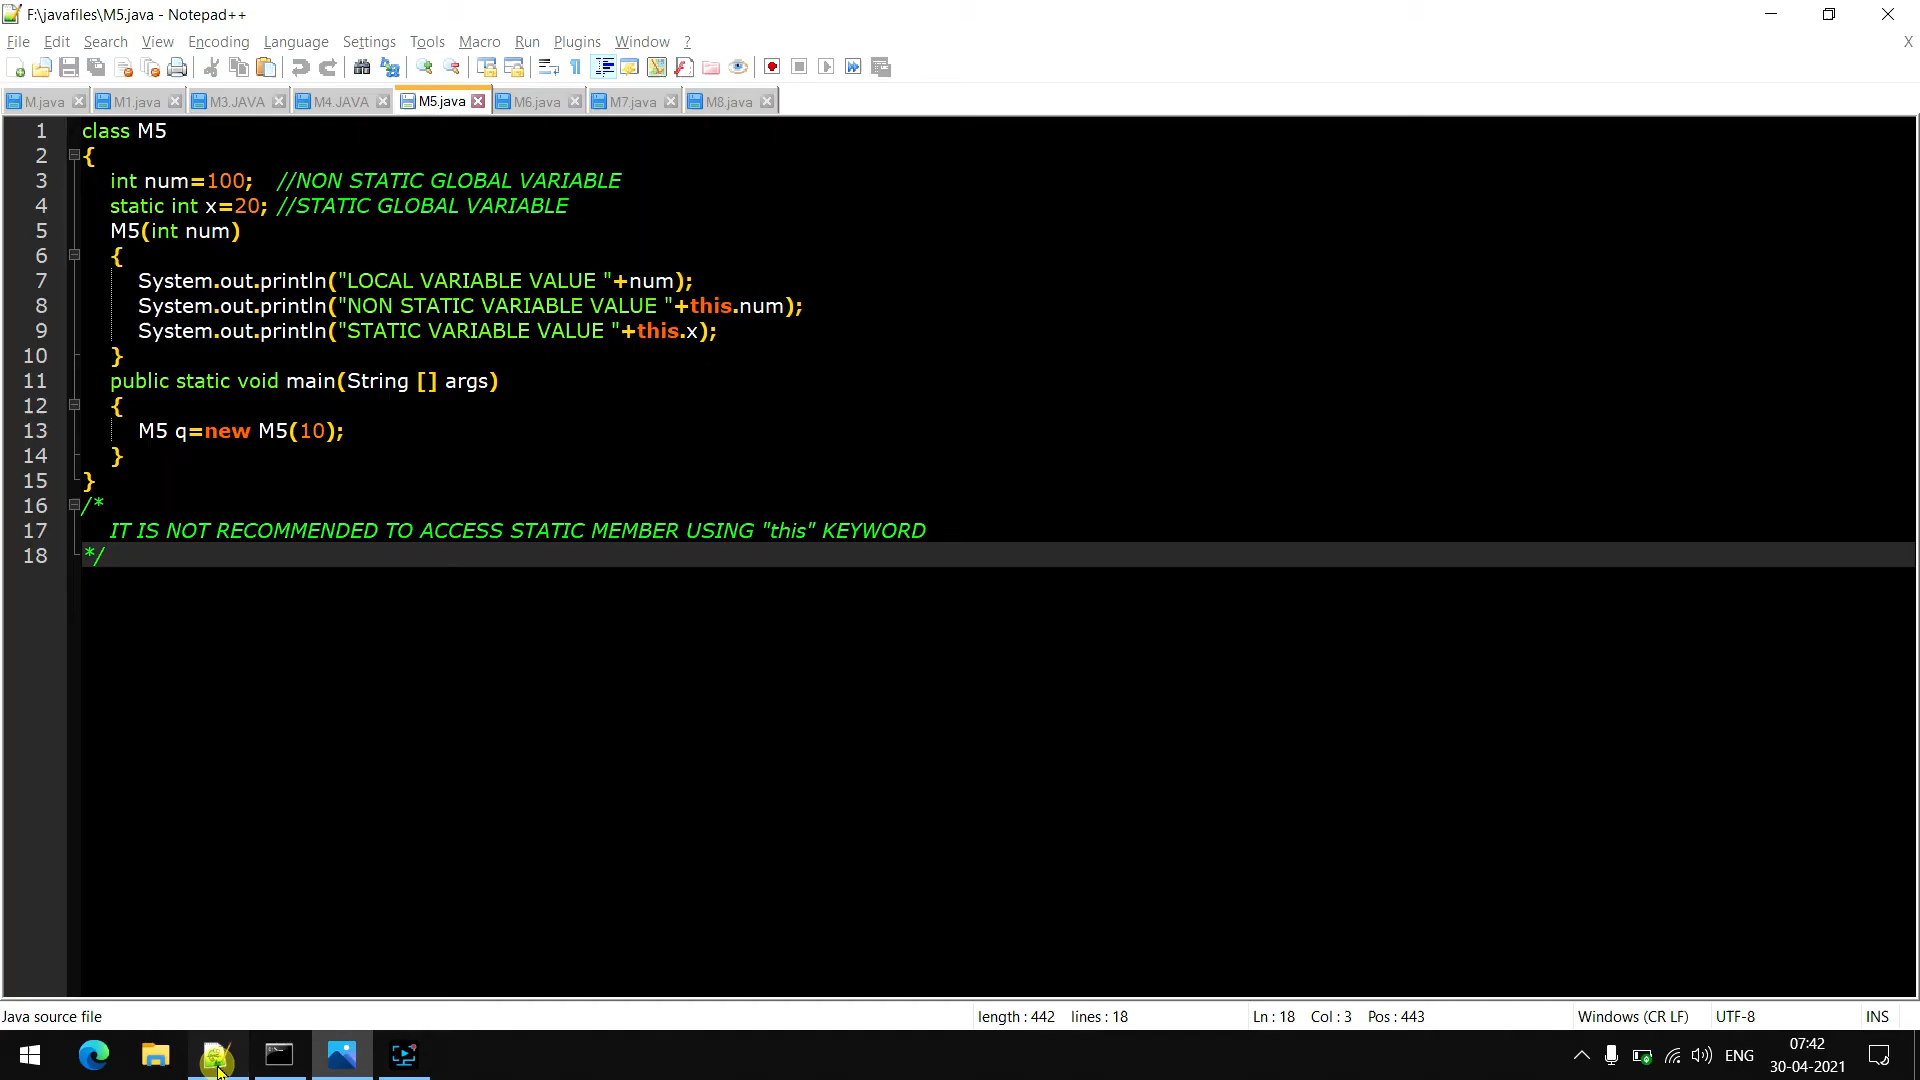 F:\javafiles\M5.java - Notepad++
File Edit Search View Encoding Language Settings Tools Macro Run Plugins Window ?
X
M.java M1.java M3.JAVA M4.JAVA M5.java M6.java M7.java M8.java
1 class M5
2 {
3 int num=100; //NON STATIC GLOBAL VARIABLE
4 static int x=20; //STATIC GLOBAL VARIABLE
5 M5(int num)
6 {
7 System.out.println("LOCAL VARIABLE VALUE "+num);
8 System.out.println("NON STATIC VARIABLE VALUE "+this.num);
9 System.out.println("STATIC VARIABLE VALUE "+this.x);
10 }
11 public static void main(String [] args)
12 {
13 M5 q=new M5(10);
14 }
15 }
16 /*
17 IT IS NOT RECOMMENDED TO ACCESS STATIC MEMBER USING "this" KEYWORD
18 */
Java source file length : 442 lines : 18 Ln : 18 Col : 3 Pos : 443 Windows (CR LF) UTF-8 INS
ENG
07:42
30-04-2021